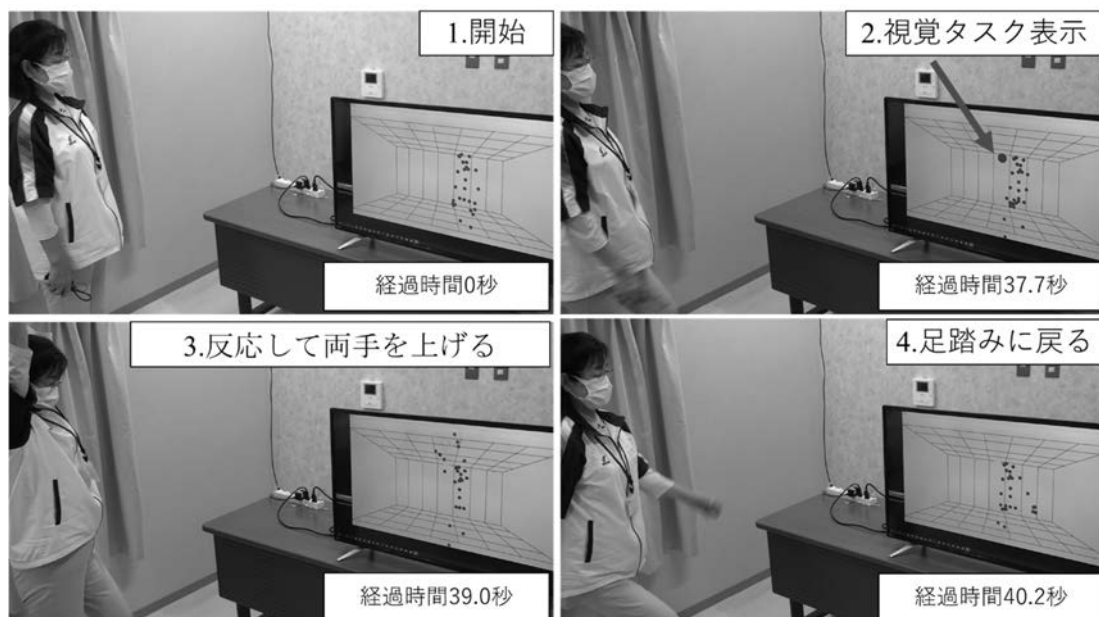 1.開始
経過時間0秒
2.視覚タスク表示
経過時間37.7秒
3.反応して両手を上げる
経過時間39.0秒
4.足踏みに戻る
経過時間40.2秒